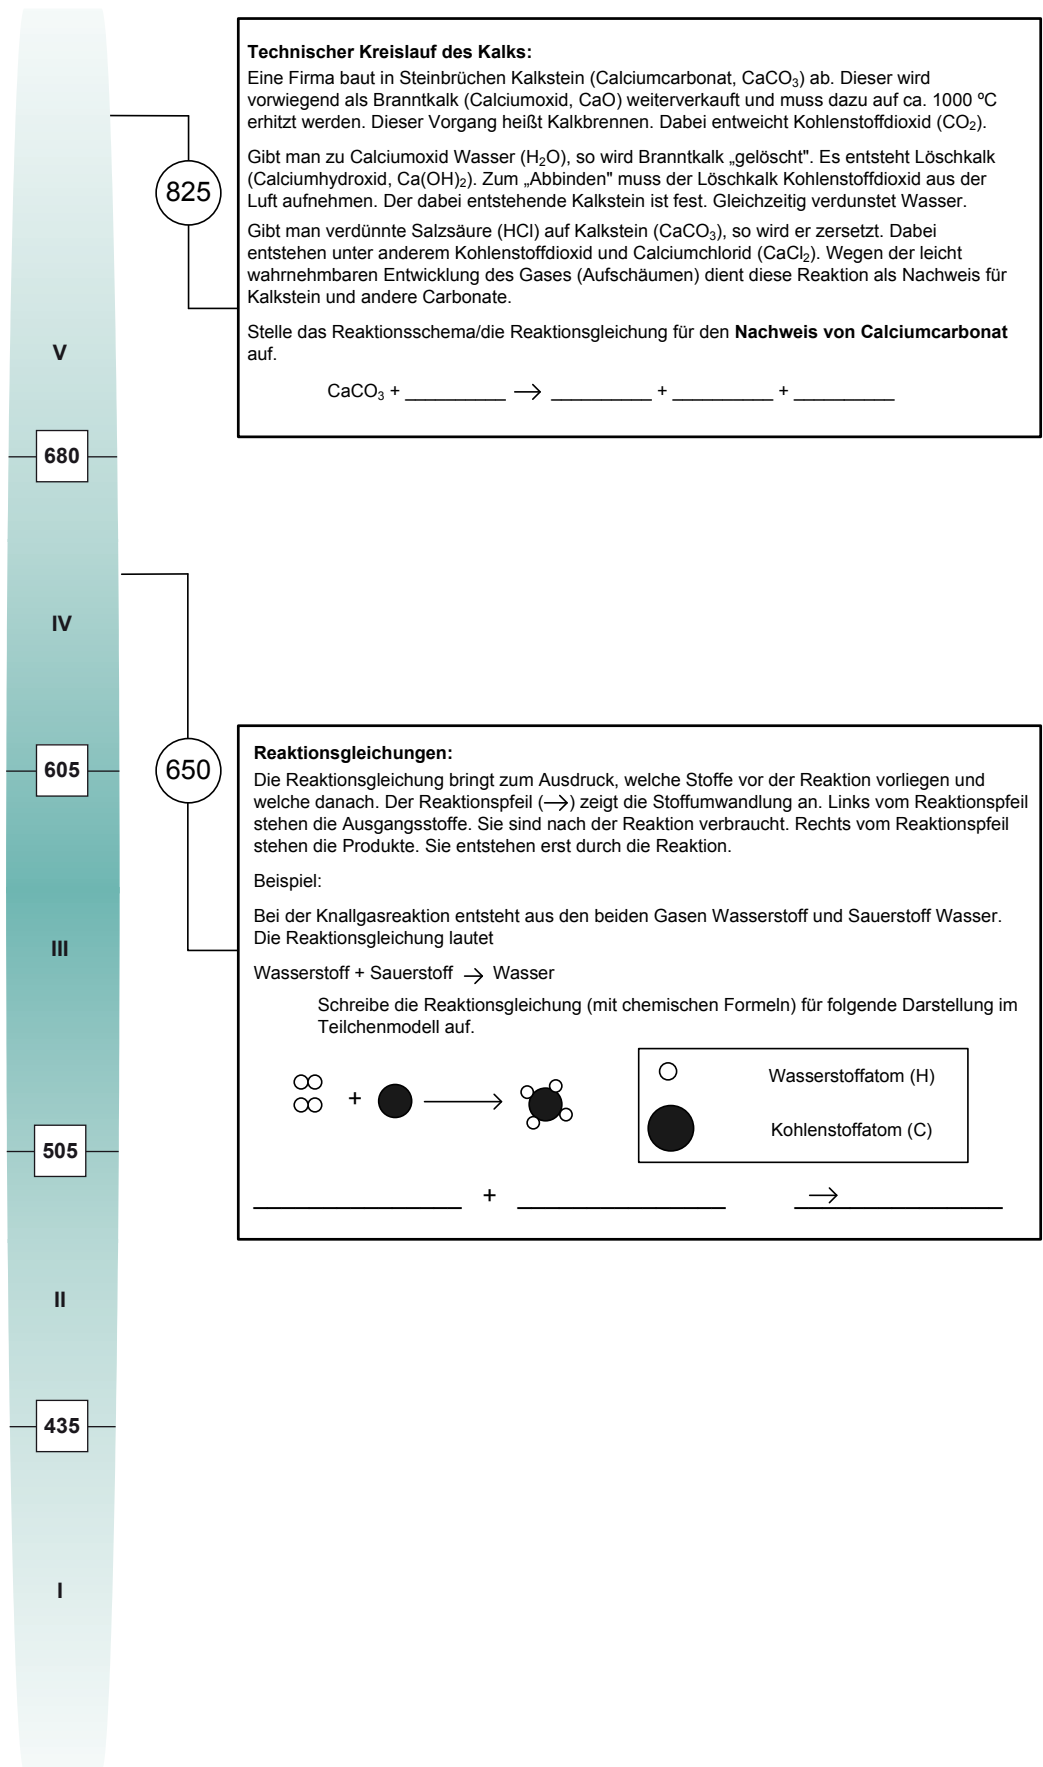 Technischer Kreislauf des Kalks:
Eine Firma baut in Steinbrüchen Kalkstein (Calciumcarbonat, CaCO₃) ab. Dieser wird
vorwiegend als Branntkalk (Calciumoxid, CaO) weiterverkauft und muss dazu auf ca. 1000 ºC
erhitzt werden. Dieser Vorgang heißt Kalkbrennen. Dabei entweicht Kohlenstoffdioxid (CO₂).
Gibt man zu Calciumoxid Wasser (H₂O), so wird Branntkalk „gelöscht". Es entsteht Löschkalk
(Calciumhydroxid, Ca(OH)₂). Zum „Abbinden" muss der Löschkalk Kohlenstoffdioxid aus der
Luft aufnehmen. Der dabei entstehende Kalkstein ist fest. Gleichzeitig verdunstet Wasser.
Gibt man verdünnte Salzsäure (HCl) auf Kalkstein (CaCO₃), so wird er zersetzt. Dabei
entstehen unter anderem Kohlenstoffdioxid und Calciumchlorid (CaCl₂). Wegen der leicht
wahrnehmbaren Entwicklung des Gases (Aufschäumen) dient diese Reaktion als Nachweis für
Kalkstein und andere Carbonate.
Stelle das Reaktionsschema/die Reaktionsgleichung für den Nachweis von Calciumcarbonat
auf.
CaCO₃ + __________ → __________ + __________ + __________
825
V
680
IV
605
650
Reaktionsgleichungen:
Die Reaktionsgleichung bringt zum Ausdruck, welche Stoffe vor der Reaktion vorliegen und
welche danach. Der Reaktionspfeil (→) zeigt die Stoffumwandlung an. Links vom Reaktionspfeil
stehen die Ausgangsstoffe. Sie sind nach der Reaktion verbraucht. Rechts vom Reaktionspfeil
stehen die Produkte. Sie entstehen erst durch die Reaktion.
Beispiel:
Bei der Knallgasreaktion entsteht aus den beiden Gasen Wasserstoff und Sauerstoff Wasser.
Die Reaktionsgleichung lautet
Wasserstoff + Sauerstoff → Wasser
Schreibe die Reaktionsgleichung (mit chemischen Formeln) für folgende Darstellung im
Teilchenmodell auf.
+ →
Wasserstoffatom (H)
Kohlenstoffatom (C)
__________ + __________ → __________
III
505
II
435
I